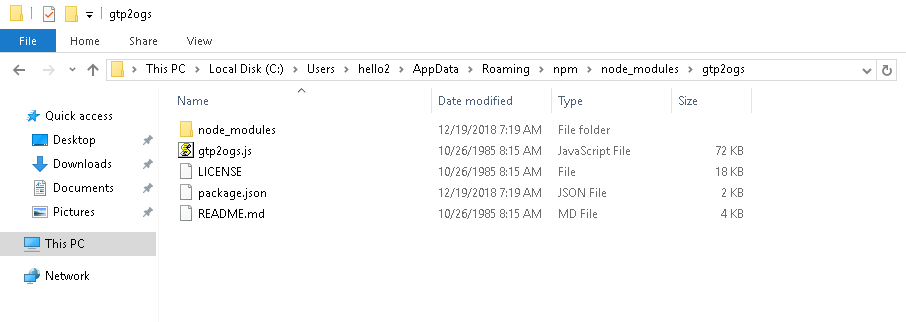 gtp2ogs
File Home Share View
This PC Local Disk (C:) Users hello2 AppData Roaming npm node_modules gtp2ogs
Name Date modified Type Size
Quick access
Desktop
Downloads
Documents
Pictures
This PC
Network
node_modules 12/19/2018 7:19 AM File folder
gtp2ogs.js 10/26/1985 8:15 AM JavaScript File 72 KB
LICENSE 10/26/1985 8:15 AM File 18 KB
package.json 12/19/2018 7:19 AM JSON File 2 KB
README.md 10/26/1985 8:15 AM MD File 4 KB